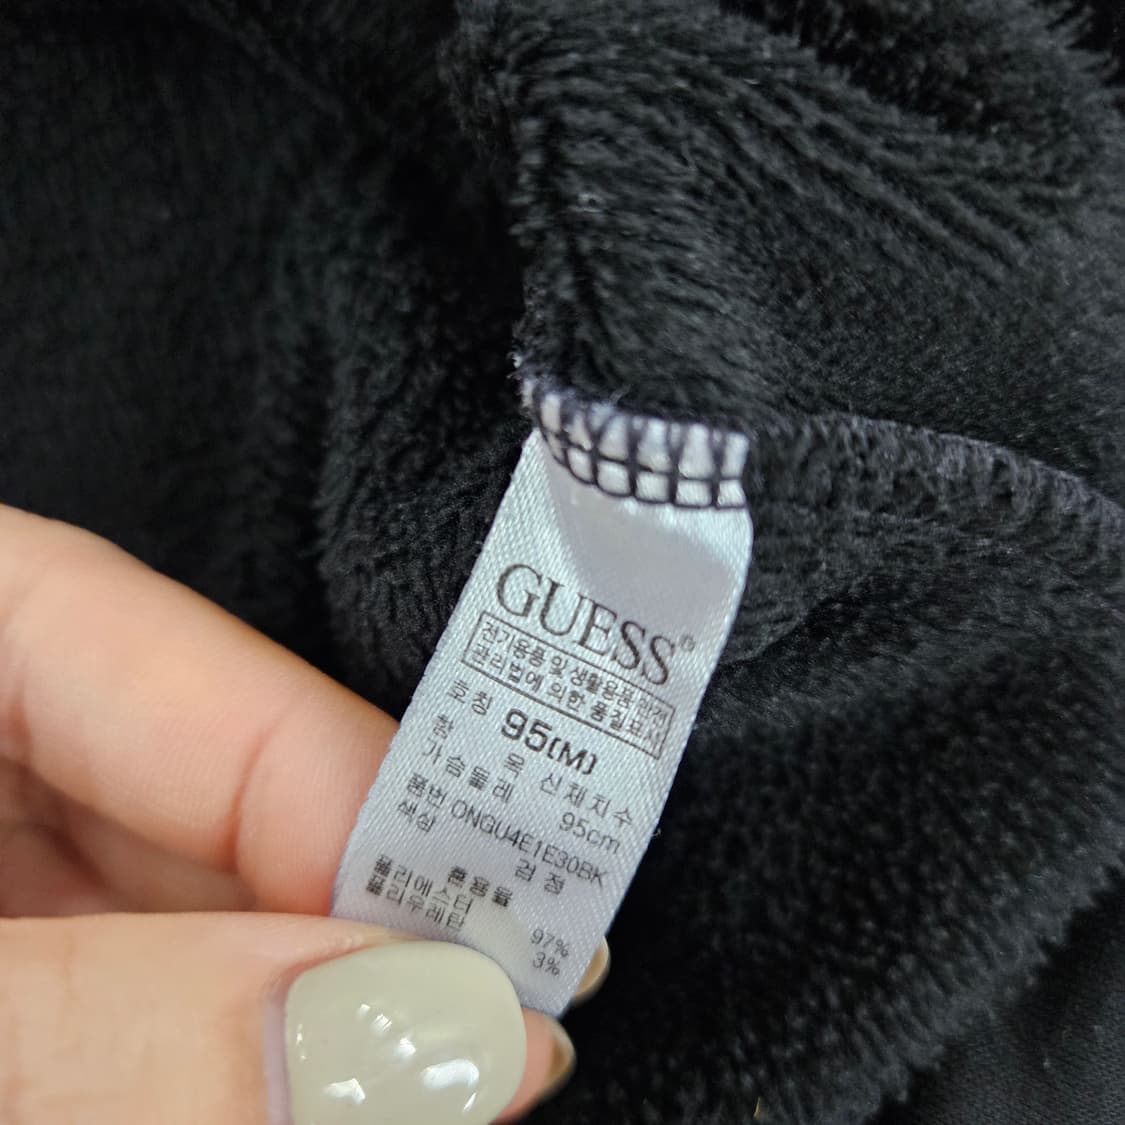 GUESS®
전기용품 및 생활용품 안전
관리법에 의한 품질표시
호칭 95(M)
신체치수
가슴둘레 95cm
품번 ONGU4E1E30BK
색상 검정
혼용률
폴리에스터 97%
폴리우레탄 3%